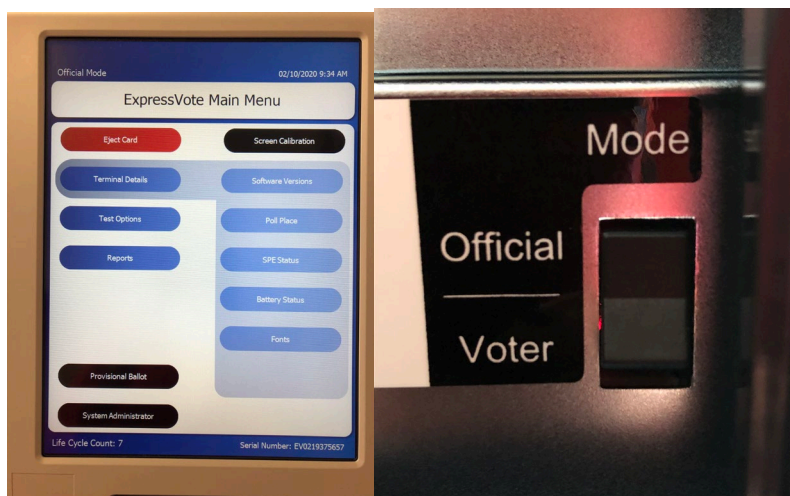 Official Mode 02/10/2020 9:34 AM
ExpressVote Main Menu
Eject Card
Screen Calibration
Terminal Details
Software Versions
Test Options
Poll Place
Reports
SPE Status
Battery Status
Fonts
Provisional Ballot
System Administrator
Life Cycle Count: 7 Serial Number: EV0219375657
Mode
Official
Voter